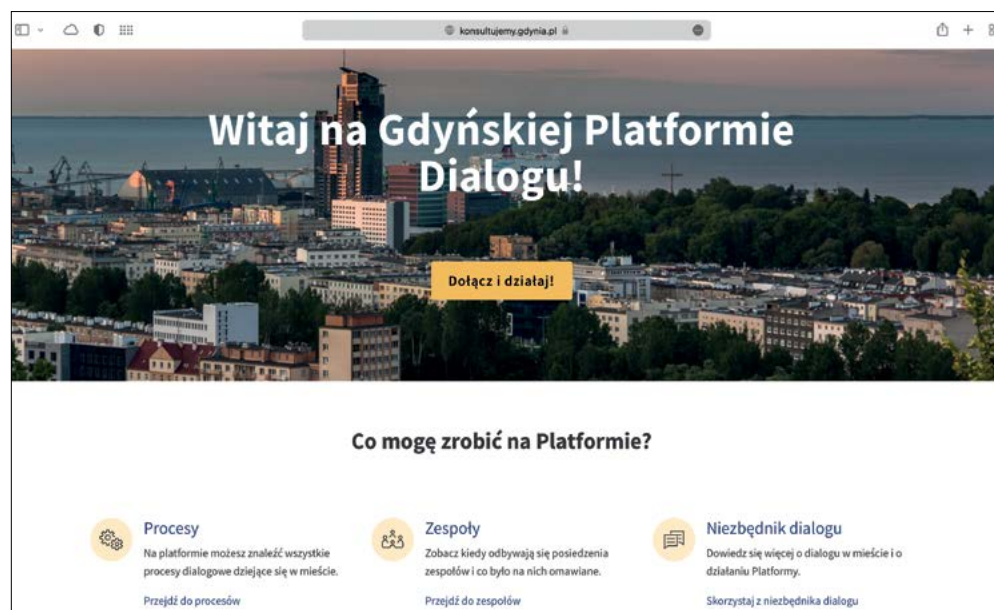 konsultujemy.gdynia.pl
Witaj na Gdyńskiej Platformie
Dialogu!
Dołącz i działaj!
Co mogę zrobić na Platformie?
Procesy
Na platformie możesz znaleźć wszystkie
procesy dialogowe dziejące się w mieście.
Przejdź do procesów
Zespoły
Zobacz kiedy odbywają się posiedzenia
zespołów i co było na nich omawiane.
Przejdź do zespołów
Niezbędnik dialogu
Dowiedz się więcej o dialogu w mieście i o
działaniu Platformy.
Skorzystaj z niezbędnika dialogu